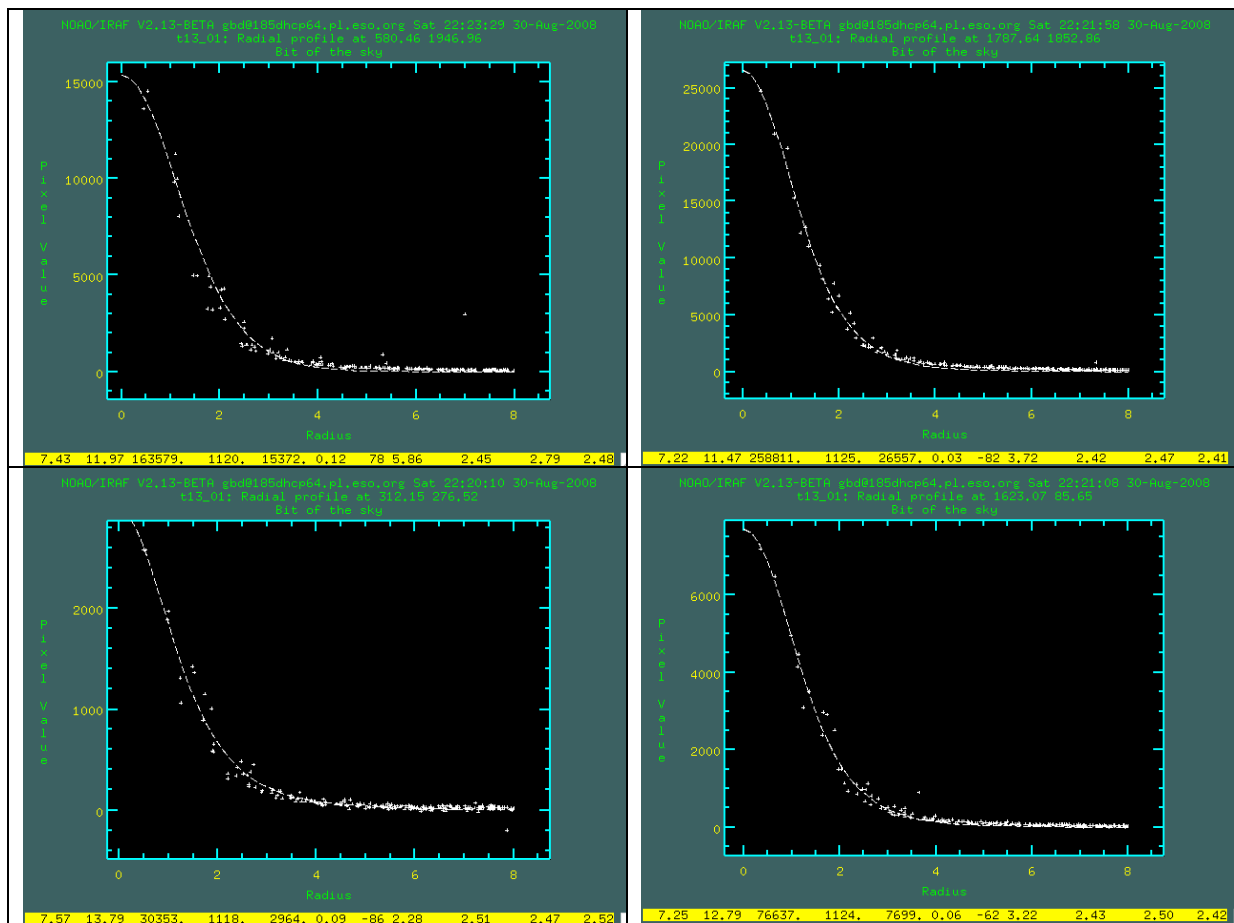 NOAO/IRAF V2.13-BETA gbd@185dhcp64.pl.eso.org Sat 22:23:29 30-Aug-2008
t13_01: Radial profile at 580.46 1946.96
Bit of the sky
15000
10000
5000
0
Pixel Value
0 2 4 6 8
Radius
7.43 11.97 163579. 1120. 15372. 0.12 78 5.86 2.45 2.79 2.48
NOAO/IRAF V2.13-BETA gbd@185dhcp64.pl.eso.org Sat 22:21:58 30-Aug-2008
t13_01: Radial profile at 1787.64 1852.86
Bit of the sky
25000
20000
15000
10000
5000
0
Pixel Value
0 2 4 6 8
Radius
7.22 11.47 258811. 1125. 26557. 0.03 -82 3.72 2.42 2.47 2.41
NOAO/IRAF V2.13-BETA gbd@185dhcp64.pl.eso.org Sat 22:20:10 30-Aug-2008
t13_01: Radial profile at 312.15 276.52
Bit of the sky
2000
1000
0
Pixel Value
0 2 4 6 8
Radius
7.57 13.79 30353. 1118. 2964. 0.09 -86 2.28 2.51 2.47 2.52
NOAO/IRAF V2.13-BETA gbd@185dhcp64.pl.eso.org Sat 22:21:08 30-Aug-2008
t13_01: Radial profile at 1623.07 85.65
Bit of the sky
6000
4000
2000
0
Pixel Value
0 2 4 6 8
Radius
7.25 12.79 76637. 1124. 7699. 0.06 -62 3.22 2.43 2.50 2.42